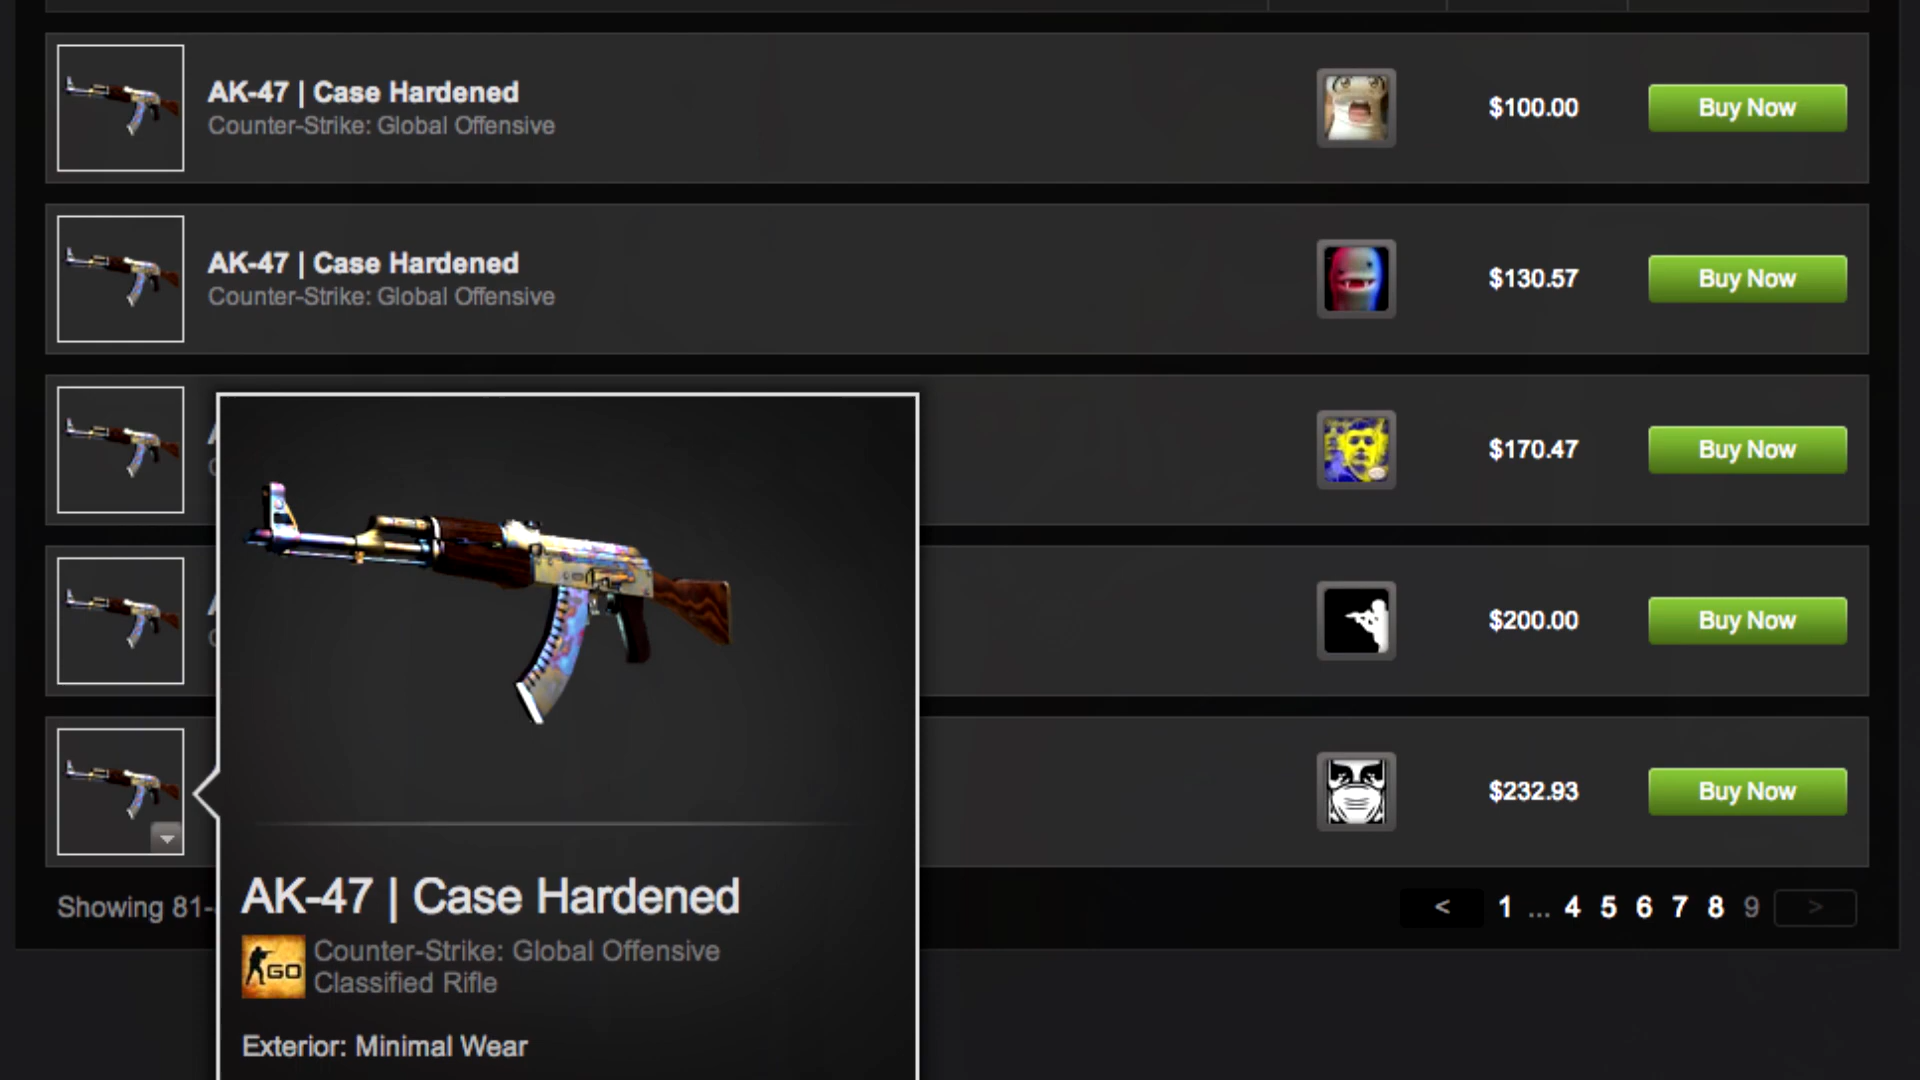 AK-47 | Case Hardened
Counter-Strike: Global Offensive
$100.00
Buy Now
AK-47 | Case Hardened
Counter-Strike: Global Offensive
$130.57
Buy Now
$170.47
Buy Now
$200.00
Buy Now
$232.93
Buy Now
AK-47 | Case Hardened
GO
Counter-Strike: Global Offensive
Classified Rifle
Exterior: Minimal Wear
Showing 81-
< 1 ... 4 5 6 7 8 9 >